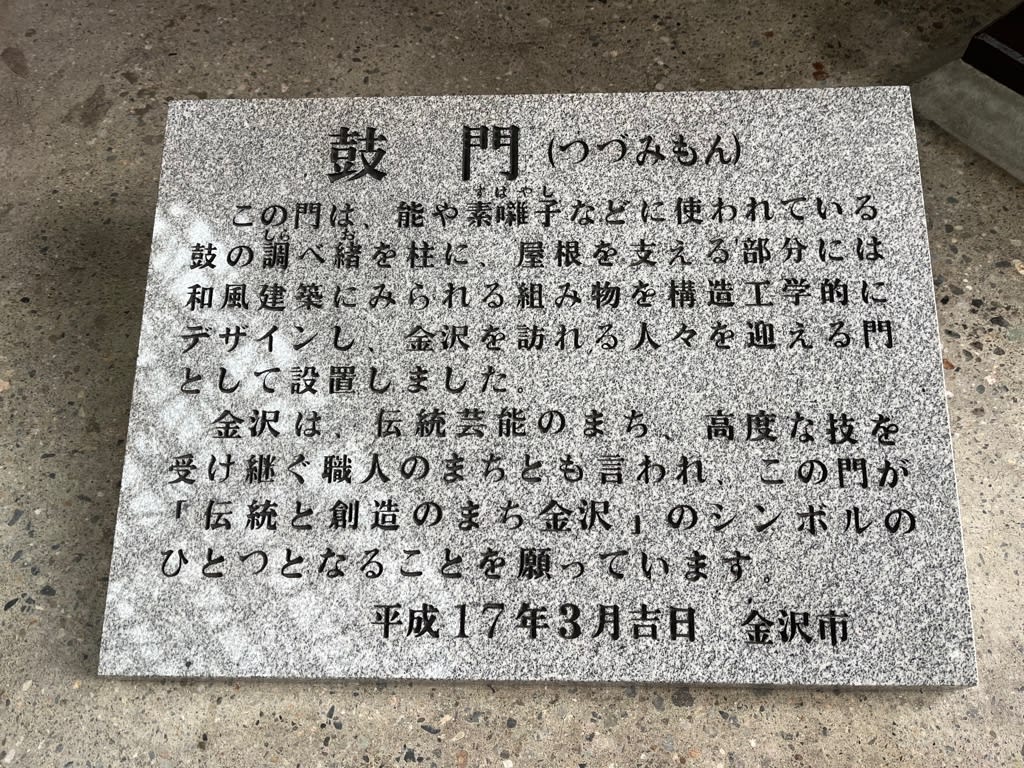 鼓門(つづみもん)
この門は、能や素囃子などに使われている
すばやし
鼓の調べ緒を柱に、屋根を支える部分には
しら お
和風建築にみられる組み物を構造工学的に
デザインし、金沢を訪れる人々を迎える門
として設置しました。
金沢は、伝統芸能のまち、高度な技を
受け継ぐ職人のまちとも言われ、この門が
「伝統と創造のまち金沢」のシンボルの
ひとつとなることを願っています。
平成17年3月吉日 金沢市